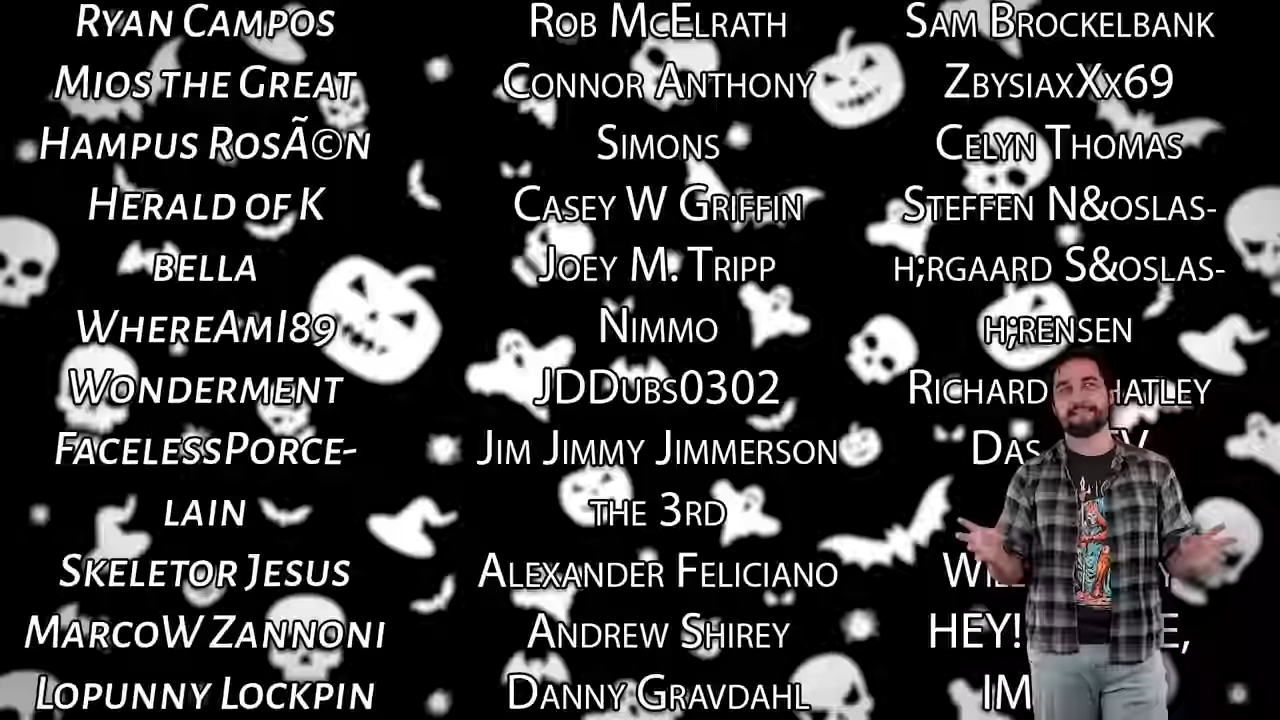 Ryan Campos
Mios the Great
Hampus RosÃ©n
Herald of K
bella
WhereAmI89
Wonderment
FacelessPorce-
lain
Skeletor Jesus
MarcoW Zannoni
Lopunny Lockpin
Rob McElrath
Connor Anthony
Simons
Casey W Griffin
Joey M. Tripp
Nimmo
JDDubs0302
Jim Jimmy Jimmerson
the 3rd
Alexander Feliciano
Andrew Shirey
Danny Gravdahl
Sam Brockelbank
ZbysiaxXx69
Celyn Thomas
Steffen N&oslas-
h;rgaard S&oslas-
h;rensen
Richard
Das
HEY!